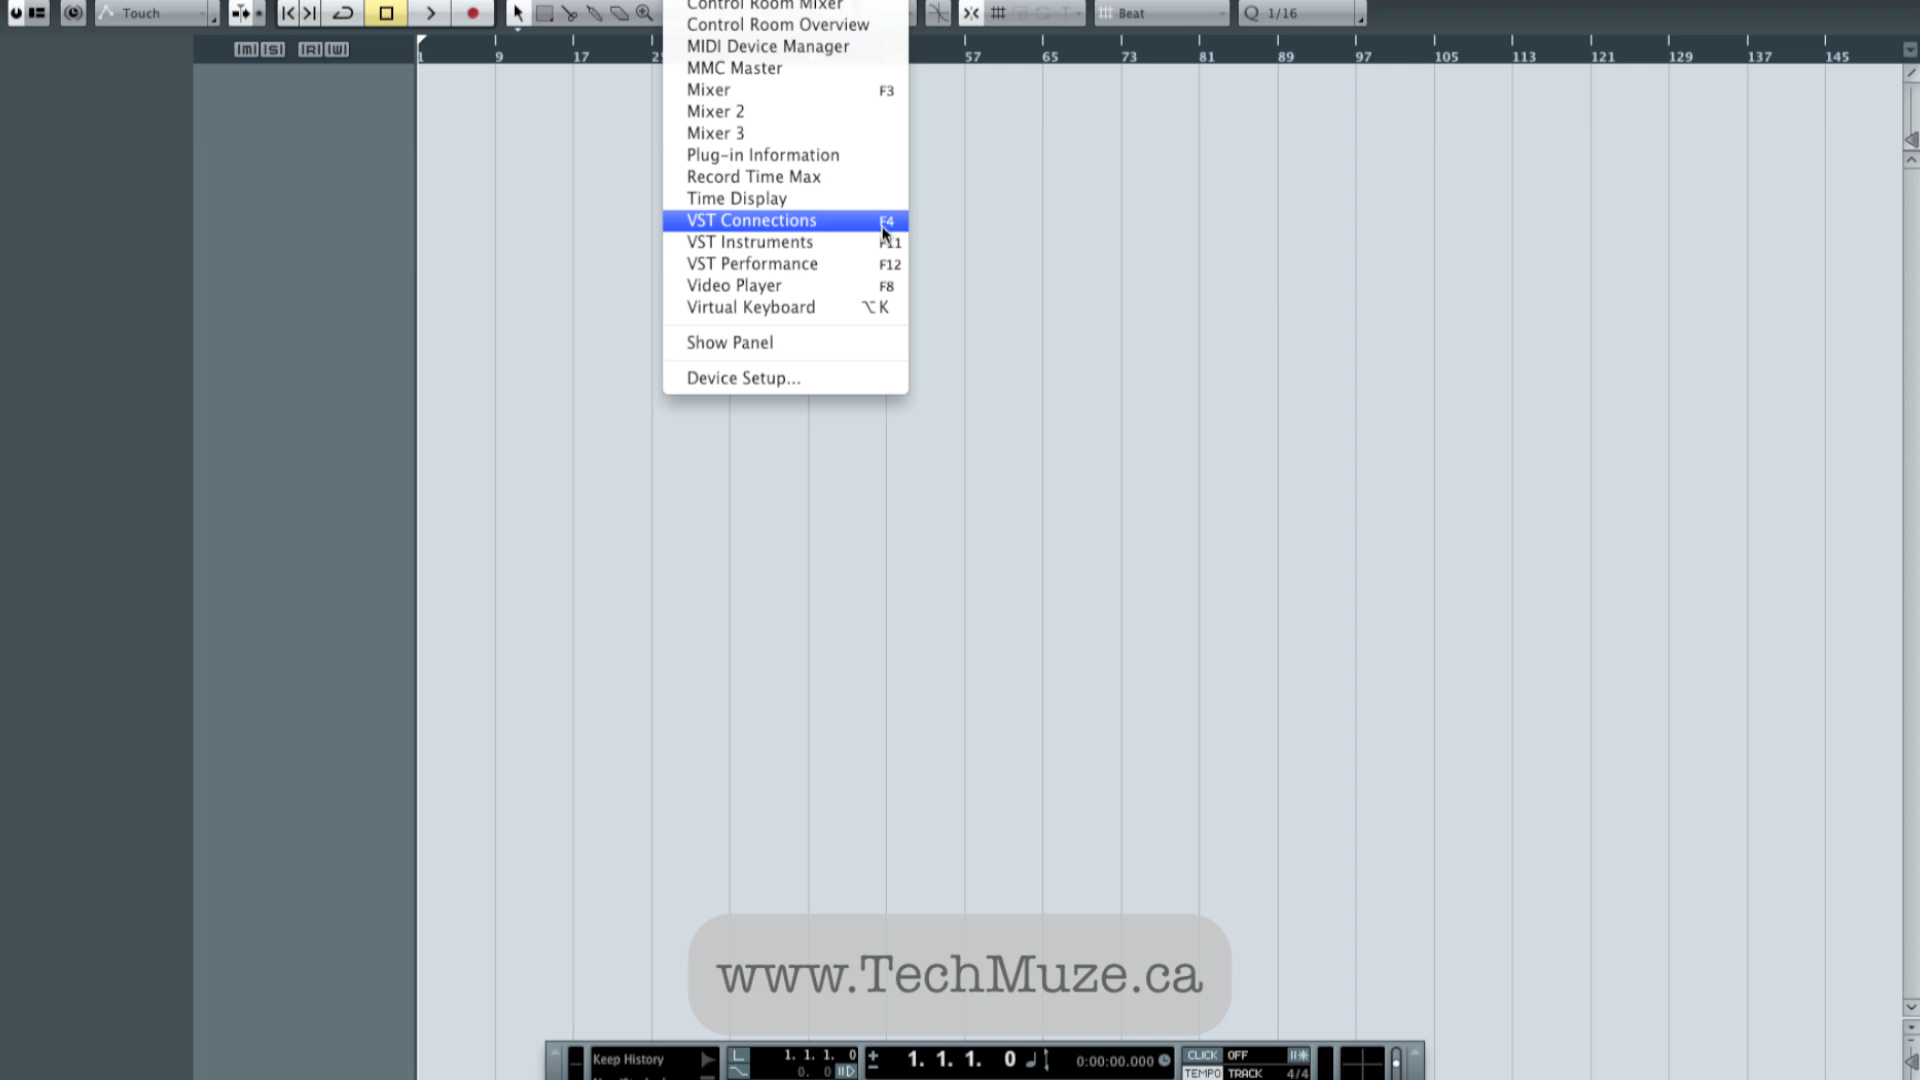 Touch
Beat
Q 1/16
[M] [S] [R] [W]
1 9 17 25 57 65 73 81 89 97 105 113 121 129 137 145
Control Room Mixer
Control Room Overview
MIDI Device Manager
MMC Master
Mixer F3
Mixer 2
Mixer 3
Plug-in Information
Record Time Max
Time Display
VST Connections F4
VST Instruments F11
VST Performance F12
Video Player F8
Virtual Keyboard ⌥K
Show Panel
Device Setup...
www.TechMuze.ca
Keep History
L 1. 1. 1. 0
0. 0
1. 1. 1. 0
0:00:00.000
CLICK OFF
TEMPO TRACK 4/4